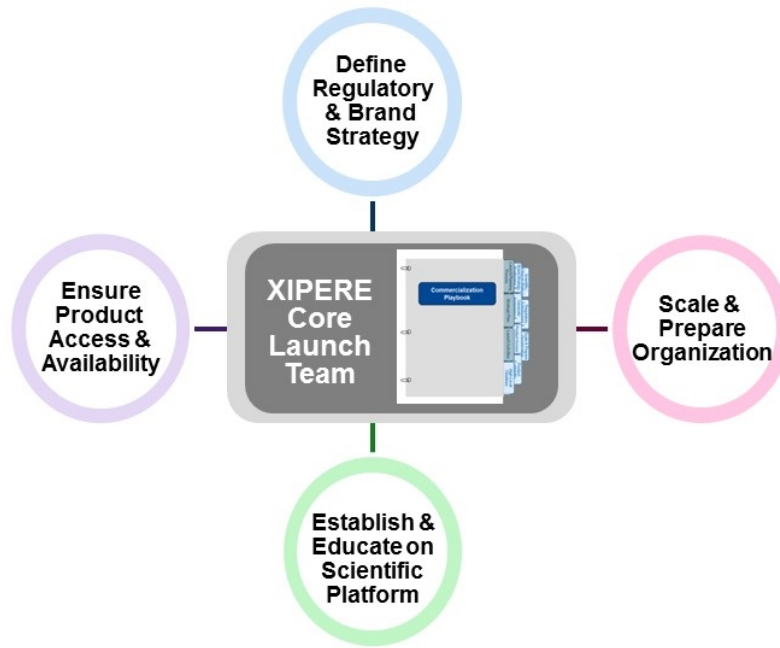 Define
Regulatory
& Brand
Strategy
Ensure
Product
Access &
Availability
XIPERE
Core
Launch
Team
Commercialization
Playbook
Scale &
Prepare
Organization
Establish &
Educate on
Scientific
Platform